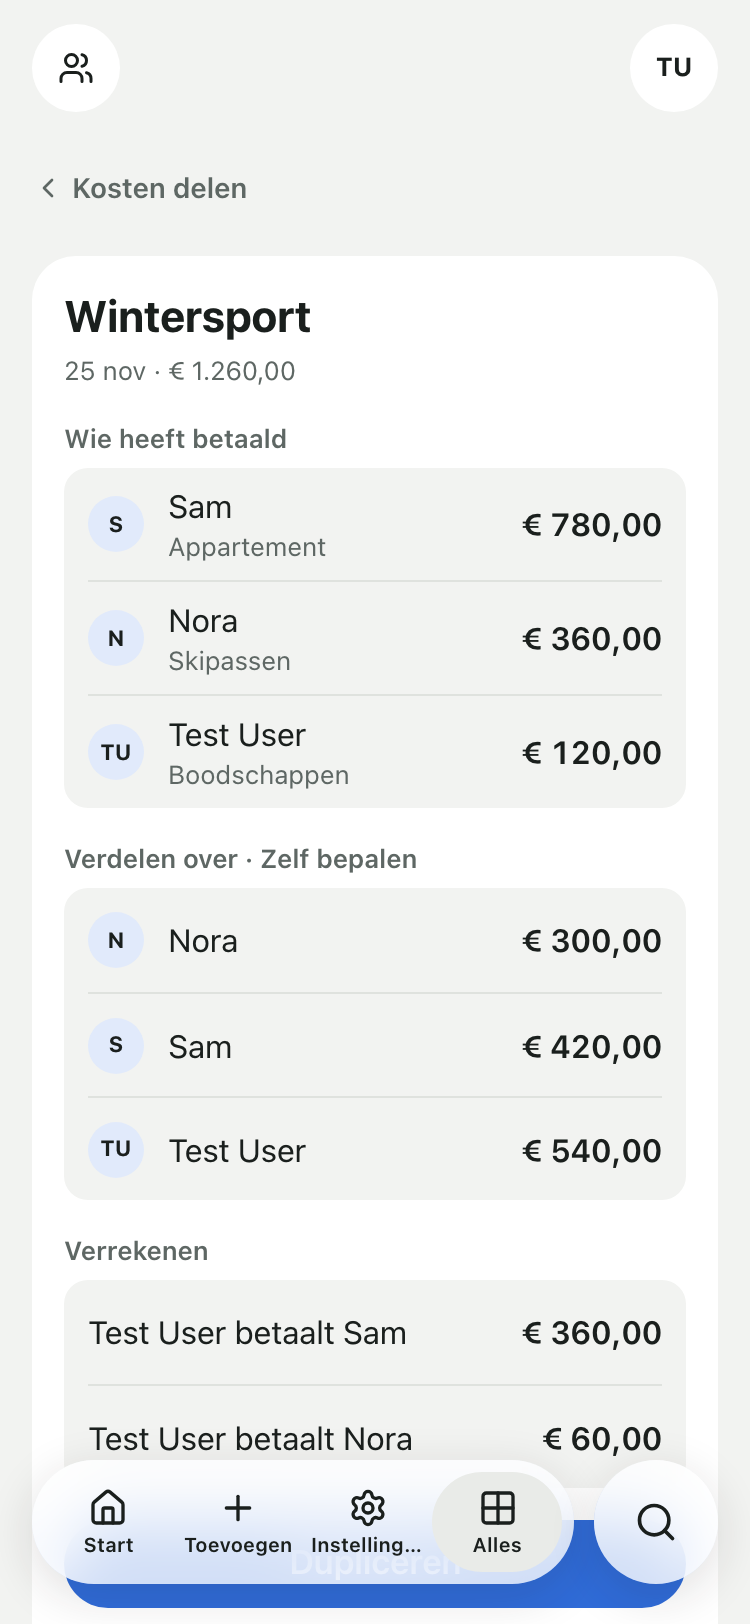 TU
Kosten delen
Wintersport
25 nov · € 1.260,00
Wie heeft betaald
S
Sam
Appartement
€ 780,00
N
Nora
Skipassen
€ 360,00
TU
Test User
Boodschappen
€ 120,00
Verdelen over · Zelf bepalen
N
Nora
€ 300,00
S
Sam
€ 420,00
TU
Test User
€ 540,00
Verrekenen
Test User betaalt Sam
€ 360,00
Test User betaalt Nora
€ 60,00
Dupliceren
Start
Toevoegen
Instelling...
Alles